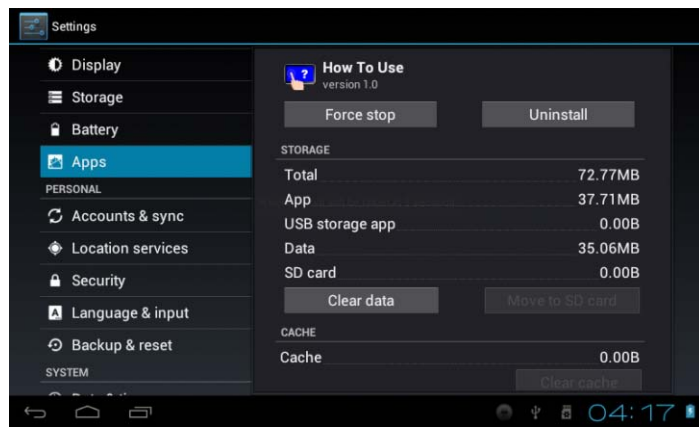 Settings
Display
Storage
Battery
Apps
PERSONAL
Accounts & sync
Location services
Security
Language & input
Backup & reset
SYSTEM
How To Use
version 1.0
Force stop
Uninstall
STORAGE
Total 72.77MB
App 37.71MB
USB storage app 0.00B
Data 35.06MB
SD card 0.00B
Clear data
Move to SD card
CACHE
Cache 0.00B
Clear cache
04:17